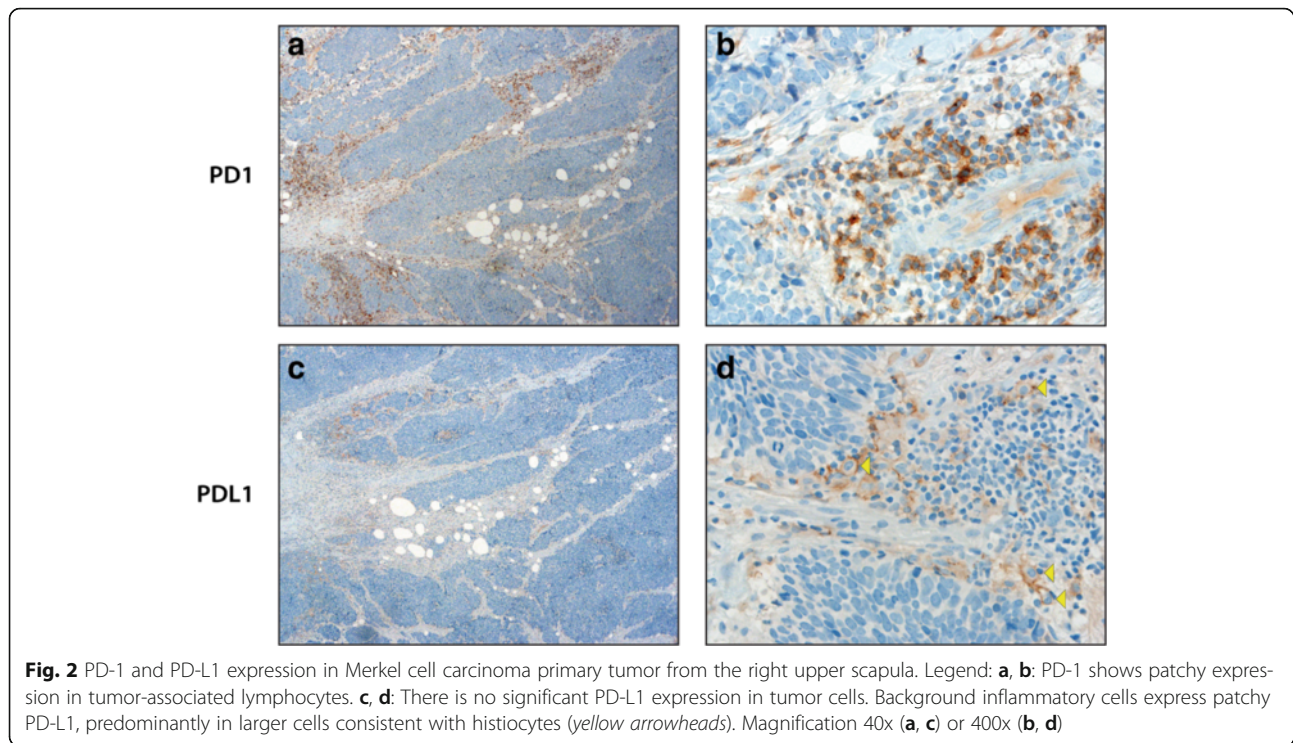 a
b
PD1
c
d
PDL1
Fig. 2 PD-1 and PD-L1 expression in Merkel cell carcinoma primary tumor from the right upper scapula. Legend: a, b: PD-1 shows patchy expres-
sion in tumor-associated lymphocytes. c, d: There is no significant PD-L1 expression in tumor cells. Background inflammatory cells express patchy
PD-L1, predominantly in larger cells consistent with histiocytes (yellow arrowheads). Magnification 40x (a, c) or 400x (b, d)